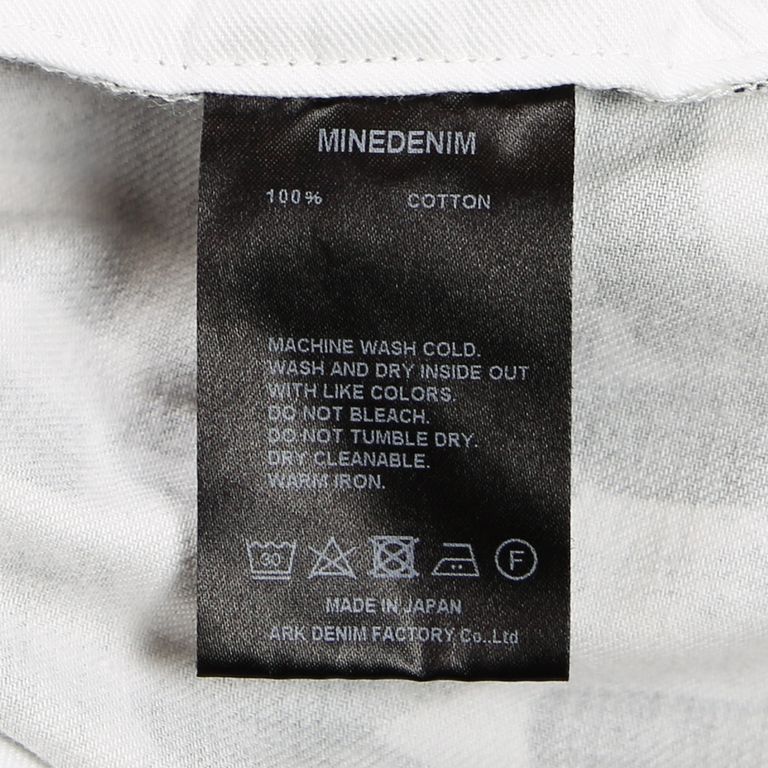 MINEDENIM
100% COTTON
MACHINE WASH COLD.
WASH AND DRY INSIDE OUT
WITH LIKE COLORS.
DO NOT BLEACH.
DO NOT TUMBLE DRY.
DRY CLEANABLE.
WARM IRON.
30 F
MADE IN JAPAN
ARK DENIM FACTORY Co..Ltd